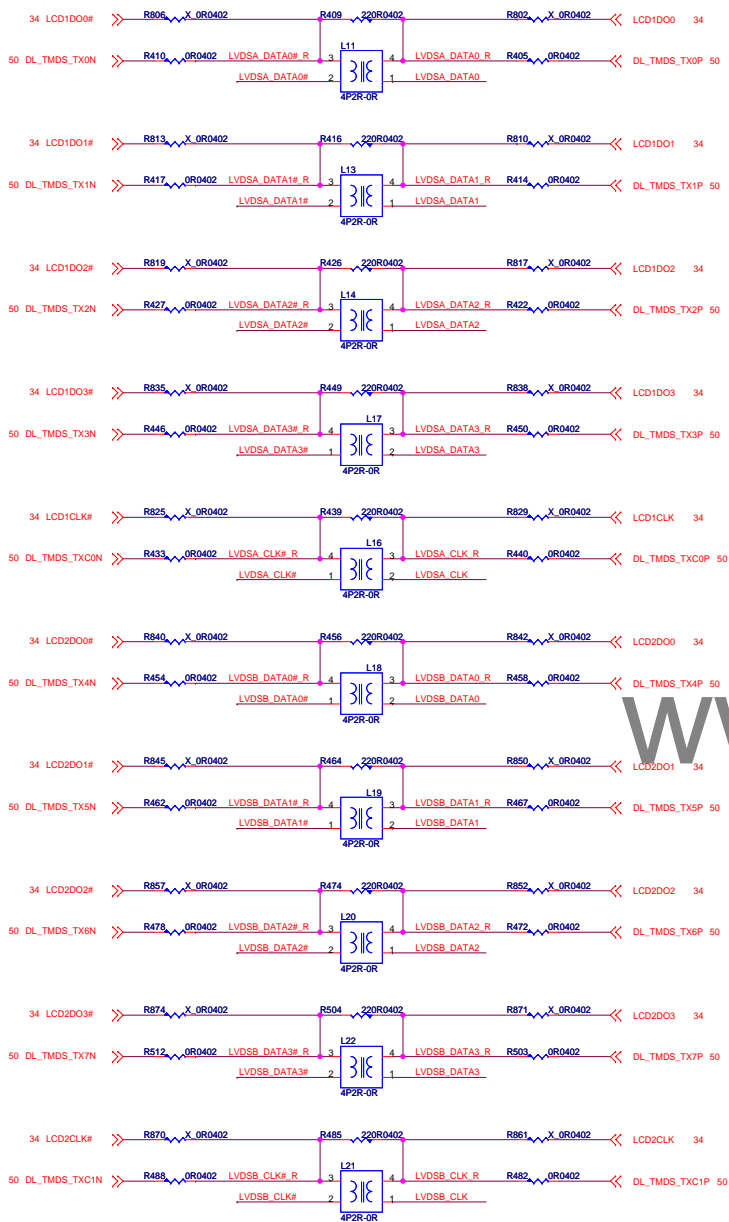 R806 X_0R0402 R409 220R0402 R802 X_0R0402
34 LCD1DO0# LCD1DO0 34
L11
R410 0R0402 LVDSA_DATA0#_R 3 4 LVDSA_DATA0_R R405 0R0402
50 DL_TMDS_TX0N DL_TMDS_TX0P 50
LVDSA_DATA0# 2 1 LVDSA_DATA0
4P2R-0R
R813 X_0R0402 R416 220R0402 R810 X_0R0402
34 LCD1DO1# LCD1DO1 34
L13
R417 0R0402 LVDSA_DATA1#_R 3 4 LVDSA_DATA1_R R414 0R0402
50 DL_TMDS_TX1N DL_TMDS_TX1P 50
LVDSA_DATA1# 2 1 LVDSA_DATA1
4P2R-0R
R819 X_0R0402 R426 220R0402 R817 X_0R0402
34 LCD1DO2# LCD1DO2 34
L14
R427 0R0402 LVDSA_DATA2#_R 3 4 LVDSA_DATA2_R R422 0R0402
50 DL_TMDS_TX2N DL_TMDS_TX2P 50
LVDSA_DATA2# 2 1 LVDSA_DATA2
4P2R-0R
R835 X_0R0402 R449 220R0402 R838 X_0R0402
34 LCD1DO3# LCD1DO3 34
L17
R446 0R0402 LVDSA_DATA3#_R 4 3 LVDSA_DATA3_R R450 0R0402
50 DL_TMDS_TX3N DL_TMDS_TX3P 50
LVDSA_DATA3# 1 2 LVDSA_DATA3
4P2R-0R
R825 X_0R0402 R439 220R0402 R829 X_0R0402
34 LCD1CLK# LCD1CLK 34
L16
R433 0R0402 LVDSA_CLK#_R 4 3 LVDSA_CLK_R R440 0R0402
50 DL_TMDS_TXC0N DL_TMDS_TXC0P 50
LVDSA_CLK# 1 2 LVDSA_CLK
4P2R-0R
R840 X_0R0402 R456 220R0402 R842 X_0R0402
34 LCD2DO0# LCD2DO0 34
L18
R454 0R0402 LVDSB_DATA0#_R 4 3 LVDSB_DATA0_R R458 0R0402
50 DL_TMDS_TX4N DL_TMDS_TX4P 50
LVDSB_DATA0# 1 2 LVDSB_DATA0
4P2R-0R
R845 X_0R0402 R464 220R0402 R850 X_0R0402
34 LCD2DO1# LCD2DO1 34
L19
R462 0R0402 LVDSB_DATA1#_R 4 3 LVDSB_DATA1_R R467 0R0402
50 DL_TMDS_TX5N DL_TMDS_TX5P 50
LVDSB_DATA1# 1 2 LVDSB_DATA1
4P2R-0R
R857 X_0R0402 R474 220R0402 R852 X_0R0402
34 LCD2DO2# LCD2DO2 34
L20
R478 0R0402 LVDSB_DATA2#_R 3 4 LVDSB_DATA2_R R472 0R0402
50 DL_TMDS_TX6N DL_TMDS_TX6P 50
LVDSB_DATA2# 2 1 LVDSB_DATA2
4P2R-0R
R874 X_0R0402 R504 220R0402 R871 X_0R0402
34 LCD2DO3# LCD2DO3 34
L22
R512 0R0402 LVDSB_DATA3#_R 3 4 LVDSB_DATA3_R R503 0R0402
50 DL_TMDS_TX7N DL_TMDS_TX7P 50
LVDSB_DATA3# 2 1 LVDSB_DATA3
4P2R-0R
R870 X_0R0402 R485 220R0402 R861 X_0R0402
34 LCD2CLK# LCD2CLK 34
L21
R488 0R0402 LVDSB_CLK#_R 3 4 LVDSB_CLK_R R482 0R0402
50 DL_TMDS_TXC1N DL_TMDS_TXC1P 50
LVDSB_CLK# 2 1 LVDSB_CLK
4P2R-0R